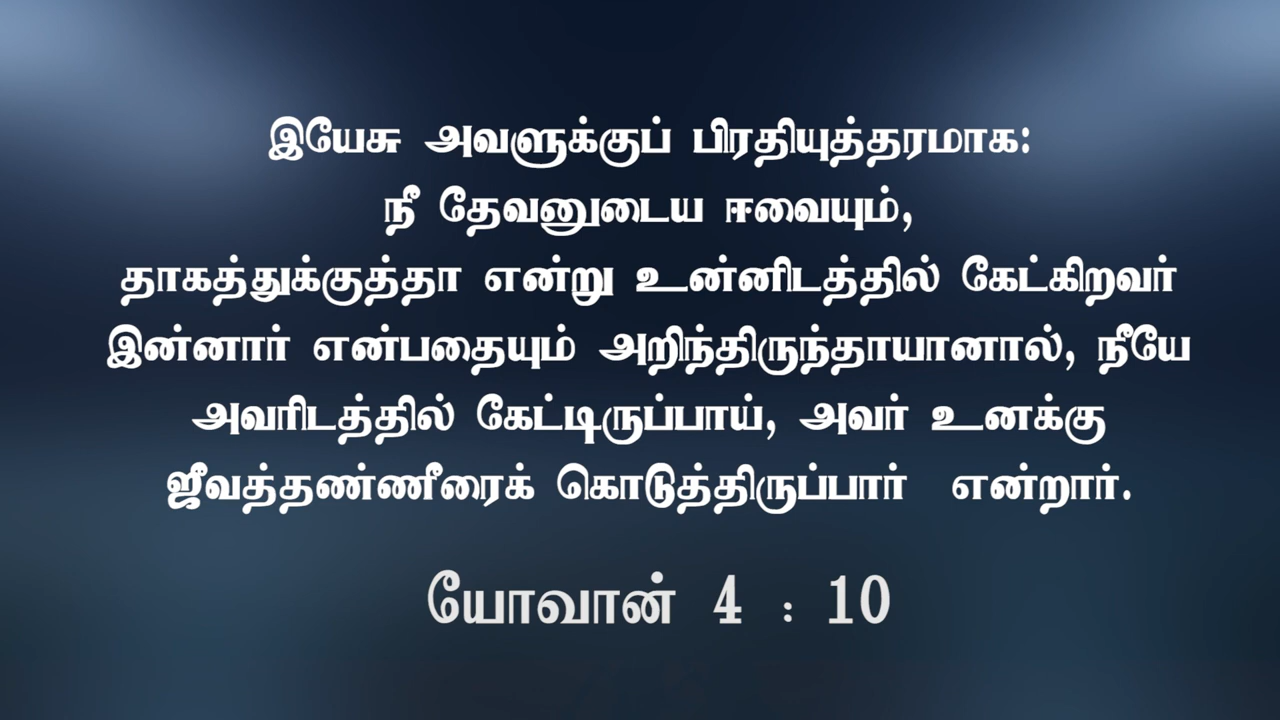 இயேசு அவளுக்குப் பிரதியுத்தரமாக:
நீ தேவனுடைய ஈவையும்,
தாகத்துக்குத்தா என்று உன்னிடத்தில் கேட்கிறவர்
இன்னார் என்பதையும் அறிந்திருந்தாயானால், நீயே
அவரிடத்தில் கேட்டிருப்பாய், அவர் உனக்கு
ஜீவத்தண்ணீரைக் கொடுத்திருப்பார் என்றார்.
யோவான் 4 : 10